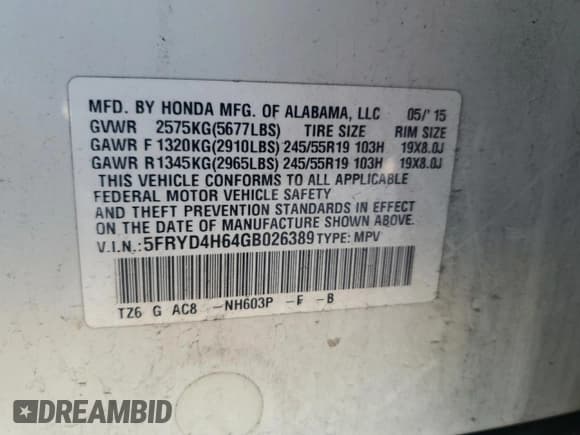 MFD. BY HONDA MFG. OF ALABAMA, LLC 05/'15
GVWR 2575KG(5677LBS) TIRE SIZE RIM SIZE
GAWR F 1320KG(2910LBS) 245/55R19 103H 19X8.0J
GAWR R 1345KG(2965LBS) 245/55R19 103H 19X8.0J
THIS VEHICLE CONFORMS TO ALL APPLICABLE
FEDERAL MOTOR VEHICLE SAFETY
AND THEFT PREVENTION STANDARDS IN EFFECT
ON THE DATE OF MANUFACTURE SHOWN ABOVE.
V.I.N.: 5FRYD4H64GB026389 TYPE: MPV
TZ6 G AC8 -NH603P -F -B
DREAMBID